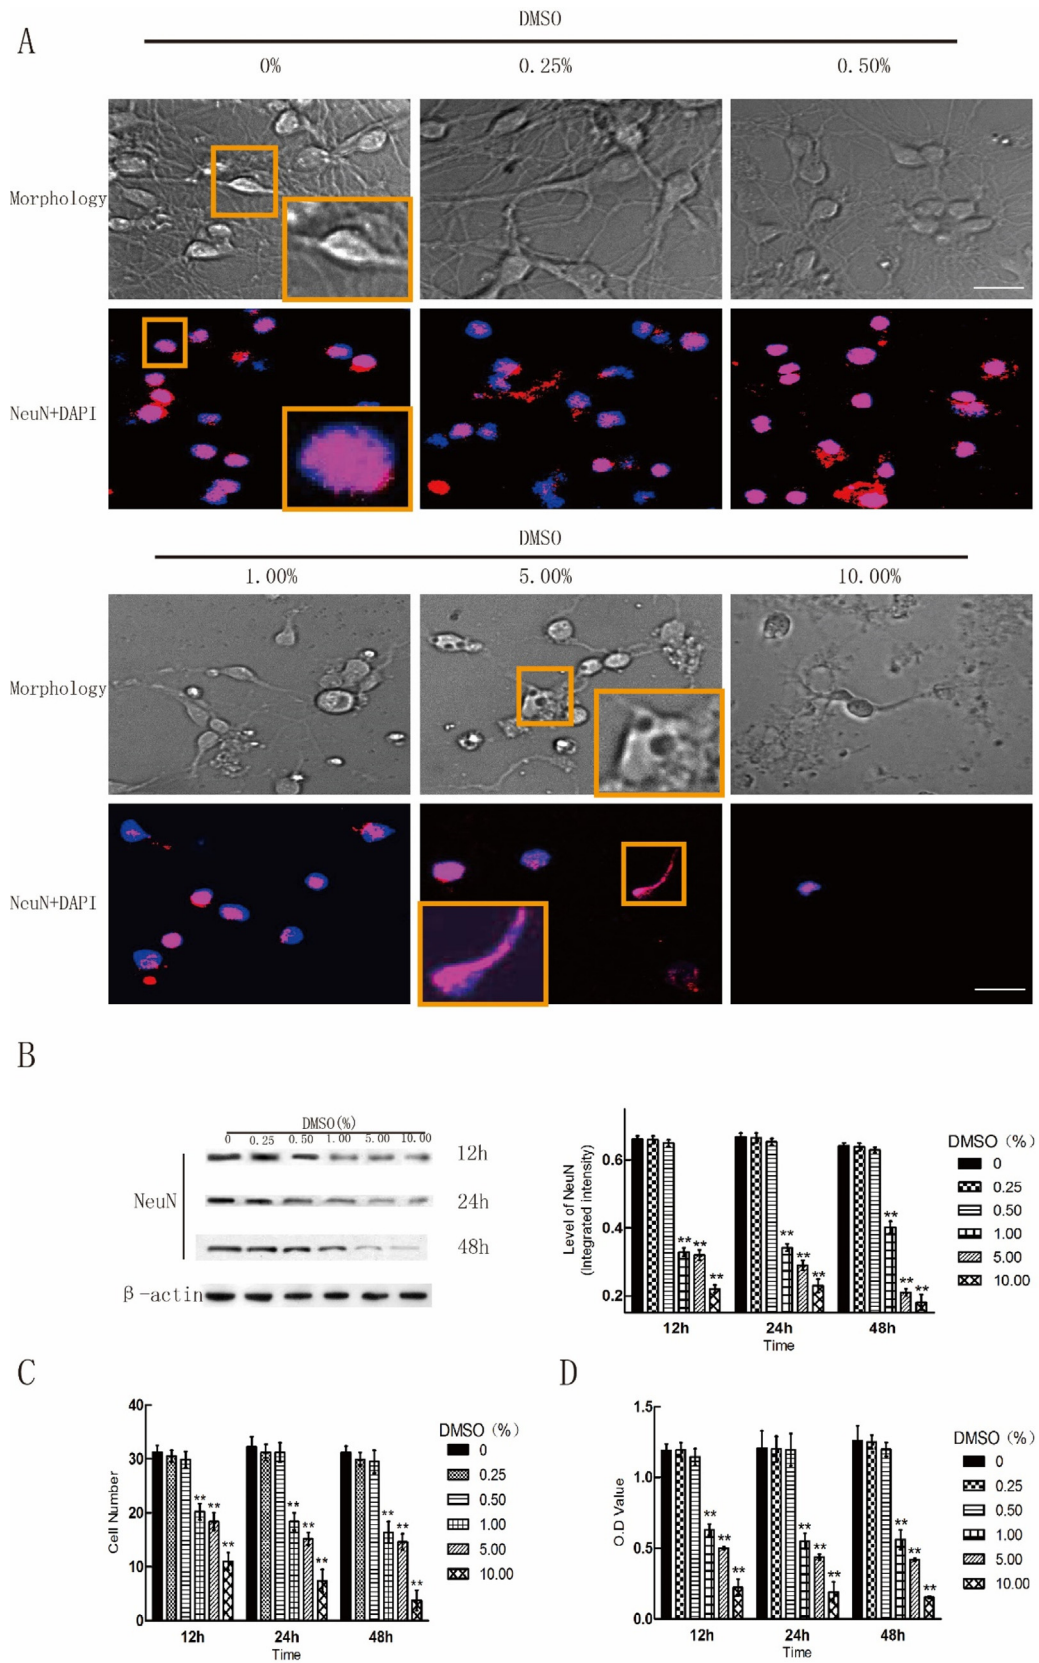 A
DMSO
0% 0.25% 0.50%
Morphology
NeuN+DAPI
DMSO
1.00% 5.00% 10.00%
Morphology
NeuN+DAPI
B
DMSO(%)
0 0.25 0.50 1.00 5.00 10.00
NeuN
12h
24h
48h
β-actin
Level of NeuN
(Integrated intensity)
0.6
0.4
0.2
** ** **
** ** **
** ** **
12h 24h 48h
Time
DMSO (%)
0
0.25
0.50
1.00
5.00
10.00
C
Cell Number
40
30
20
10
0
** ** **
** ** **
** ** **
12h 24h 48h
Time
DMSO (%)
0
0.25
0.50
1.00
5.00
10.00
D
O.D Value
1.5
1.0
0.5
0.0
** ** **
** ** **
** ** **
12h 24h 48h
Time
DMSO (%)
0
0.25
0.50
1.00
5.00
10.00